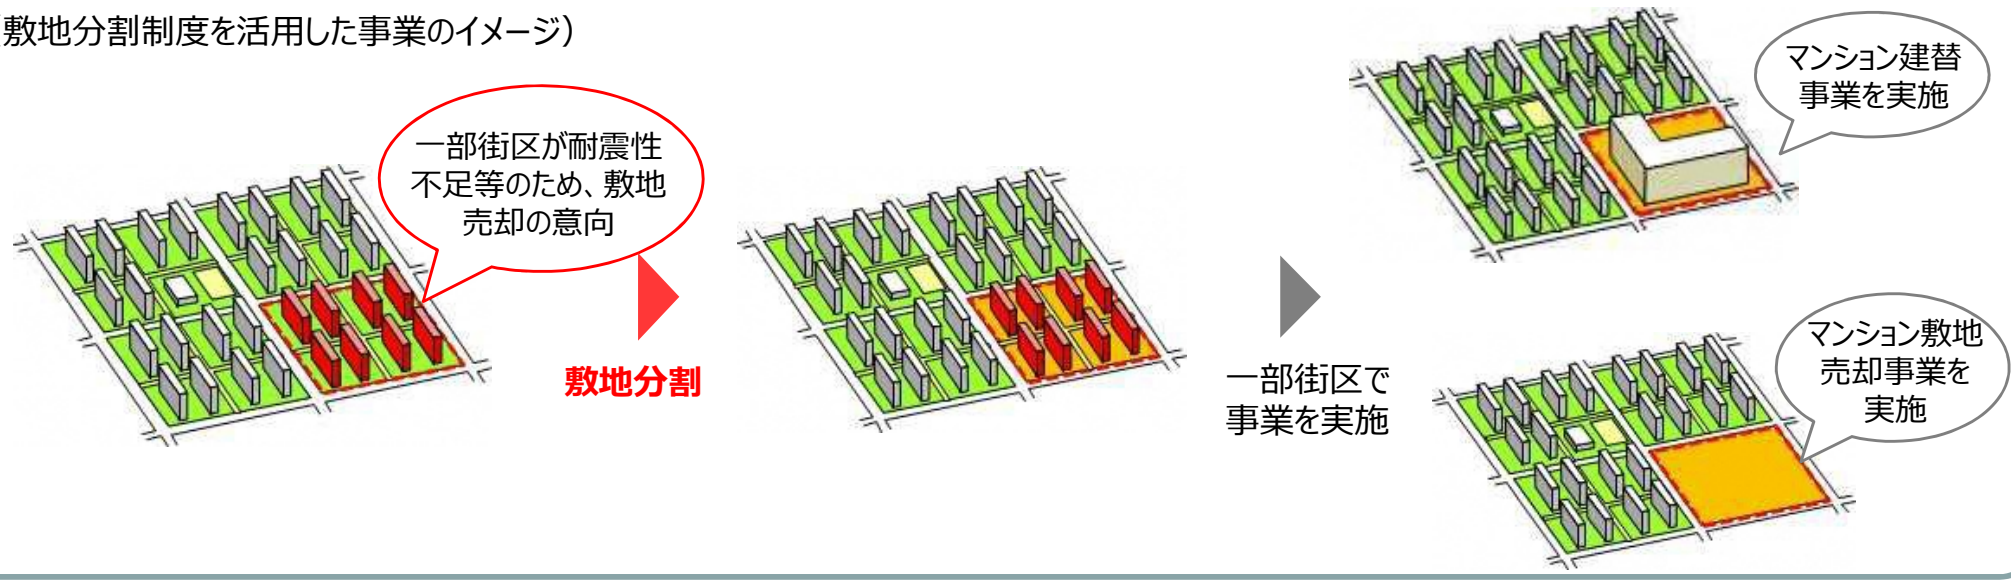 敷地分割制度を活用した事業のイメージ）
一部街区が耐震性
不足等のため、敷地
売却の意向
敷地分割
一部街区で
事業を実施
マンション建替
事業を実施
マンション敷地
売却事業を
実施